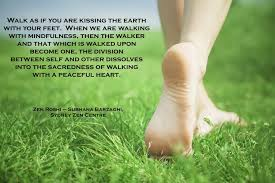 Walk as if you are kissing the earth
with your feet. When we are walking
with mindfulness, then the walker
and that which is walked upon
become one, the division
between self and other dissolves
into the sacredness of walking
with a peaceful heart.
Zen Roshi – Subhana Barzaghi,
Sydney Zen Centre